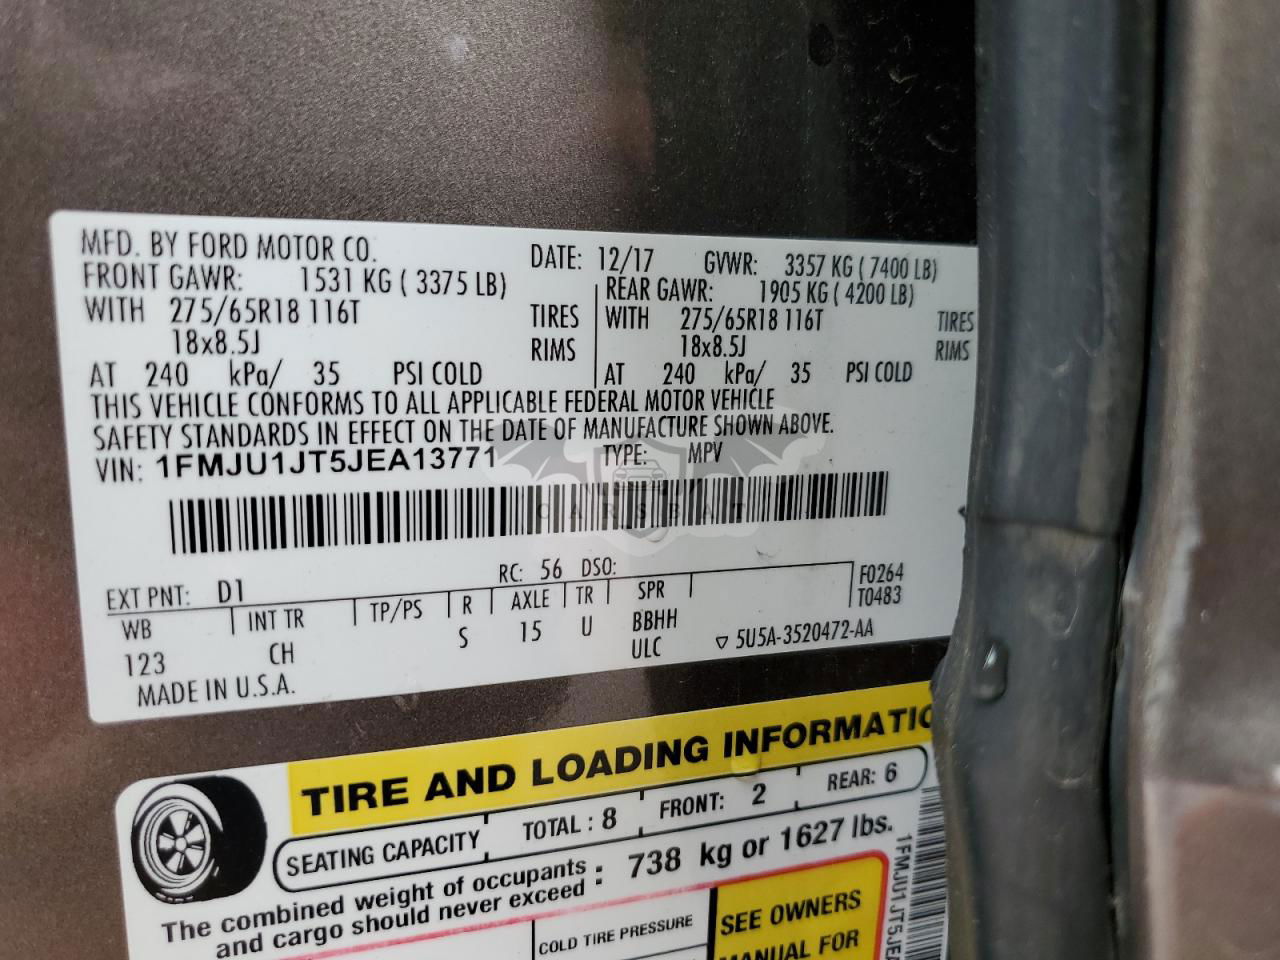 MFD. BY FORD MOTOR CO.
DATE: 12/17 GVWR: 3357 KG ( 7400 LB)
FRONT GAWR: 1531 KG ( 3375 LB)
REAR GAWR: 1905 KG ( 4200 LB)
WITH 275/65R18 116T TIRES
WITH 275/65R18 116T TIRES
18x8.5J RIMS
18x8.5J RIMS
AT 240 kPa/ 35 PSI COLD
AT 240 kPa/ 35 PSI COLD
THIS VEHICLE CONFORMS TO ALL APPLICABLE FEDERAL MOTOR VEHICLE
SAFETY STANDARDS IN EFFECT ON THE DATE OF MANUFACTURE SHOWN ABOVE.
VIN: 1FMJU1JT5JEA13771 TYPE: MPV
CARSBAT
EXT PNT: D1 RC: 56 DSO:
F0264
T0483
WB INT TR TP/PS R AXLE TR SPR
123 CH S 15 U BBHH
ULC
▽ 5U5A-3520472-AA
MADE IN U.S.A.
TIRE AND LOADING INFORMATIO
SEATING CAPACITY TOTAL : 8 FRONT: 2 REAR: 6
The combined weight of occupants
and cargo should never exceed : 738 kg or 1627 lbs.
COLD TIRE PRESSURE
SEE OWNERS
MANUAL FOR
1FMJU1JT5JEA